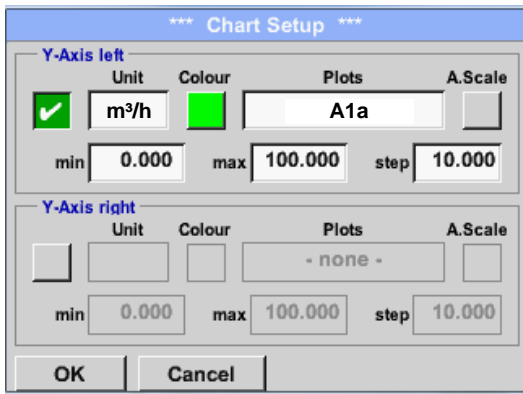 *** Chart Setup ***
Y-Axis left
Unit Colour Plots A.Scale
m³/h A1a
min 0.000 max 100.000 step 10.000
Y-Axis right
Unit Colour Plots A.Scale
- none -
min 0.000 max 100.000 step 10.000
OK Cancel